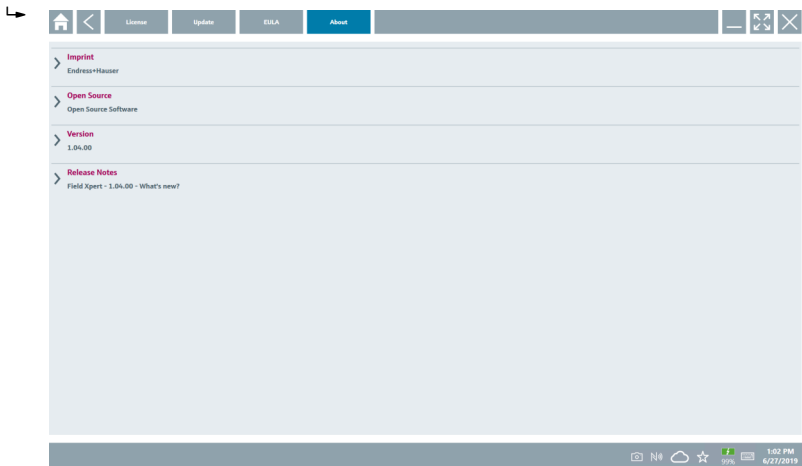 License
Update
EULA
About
Imprint
Endress+Hauser
Open Source
Open Source Software
Version
1.04.00
Release Notes
Field Xpert - 1.04.00 - What's new?
99%
1:02 PM
6/27/2019